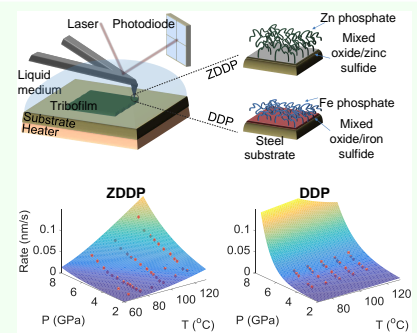 Laser Photodiode
Liquid
medium
Tribofilm
Substrate
Heater
ZDDP
DDP
Zn phosphate
Mixed
oxide/zinc
sulfide
Fe phosphate
Mixed
oxide/iron
sulfide
Steel
substrate
ZDDP
Rate (nm/s)
0.1
0.05
0
8
6
4
2
P (GPa)
60
80
100
120
T (°C)
DDP
0.1
0.05
0
8
6
4
2
P (GPa)
80
100
120
T (°C)